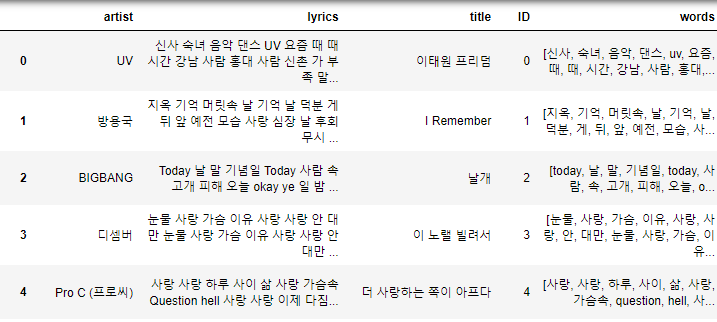 artist lyrics title ID words
0 UV 신사 숙녀 음악 댄스 UV 요즘 때 때 시간 강남 사람 홍대 사람 신촌 가 부족 말... 이태원 프리덤 0 [신사, 숙녀, 음악, 댄스, uv, 요즘, 때, 때, 시간, 강남, 사람, 홍대,...
1 방용국 지옥 기억 머릿속 날 기억 날 덕분 게 뒤 앞 예전 모습 사랑 심장 날 후회 무시 ... I Remember 1 [지옥, 기억, 머릿속, 날, 기억, 날, 덕분, 게, 뒤, 앞, 예전, 모습, 사...
2 BIGBANG Today 날 말 기념일 Today 사람 속 고개 피해 오늘 okay ye 일 밤 ... 날개 2 [today, 날, 말, 기념일, today, 사람, 속, 고개, 피해, 오늘, o...
3 디셈버 눈물 사랑 가슴 이유 사랑 사랑 안 대만 눈물 사랑 가슴 이유 사랑 사랑 안 대만 ... 이 노랠 빌려서 3 [눈물, 사랑, 가슴, 이유, 사랑, 사랑, 안, 대만, 눈물, 사랑, 가슴, 이유...
4 Pro C (프로씨) 사랑 사랑 하루 사이 삶 사랑 가슴속 Question hell 사랑 사랑 이제 다짐... 더 사랑하는 쪽이 아프다 4 [사랑, 사랑, 하루, 사이, 삶, 사랑, 가슴속, question, hell, 사...